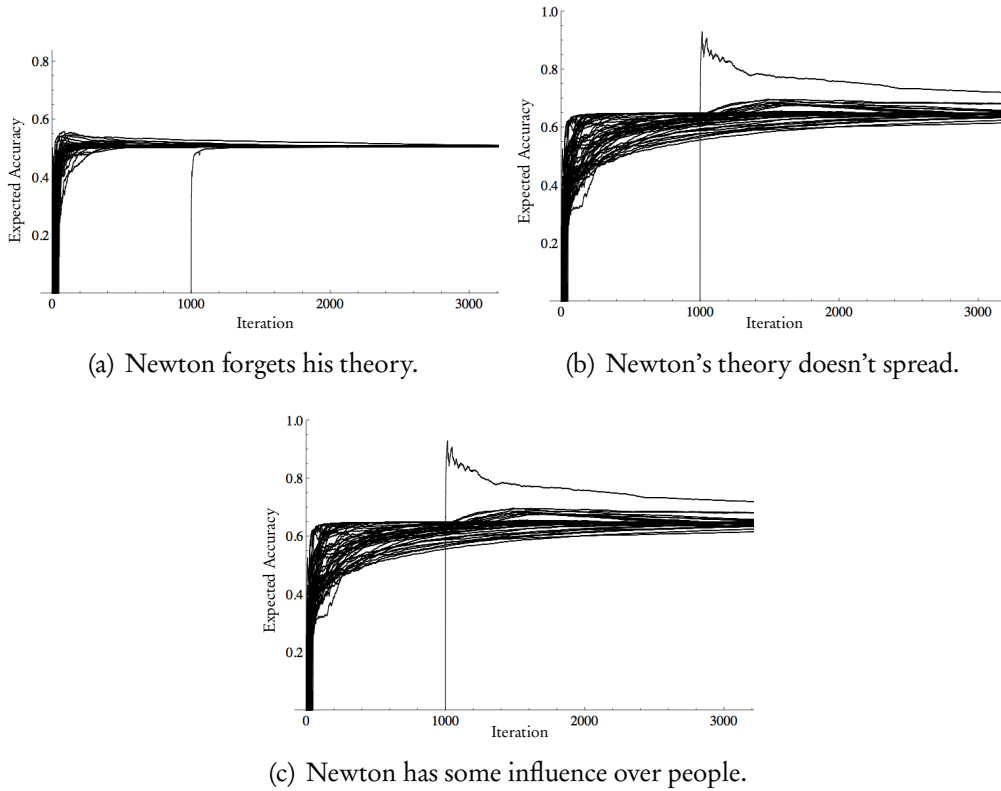 0.8
0.6
0.4
0.2
Expected Accuracy
0 1000 2000 3000
Iteration
(a) Newton forgets his theory.
1.0
0.8
0.6
0.4
0.2
Expected Accuracy
0 1000 2000 3000
Iteration
(b) Newton's theory doesn't spread.
1.0
0.8
0.6
0.4
0.2
Expected Accuracy
0 1000 2000 3000
Iteration
(c) Newton has some influence over people.